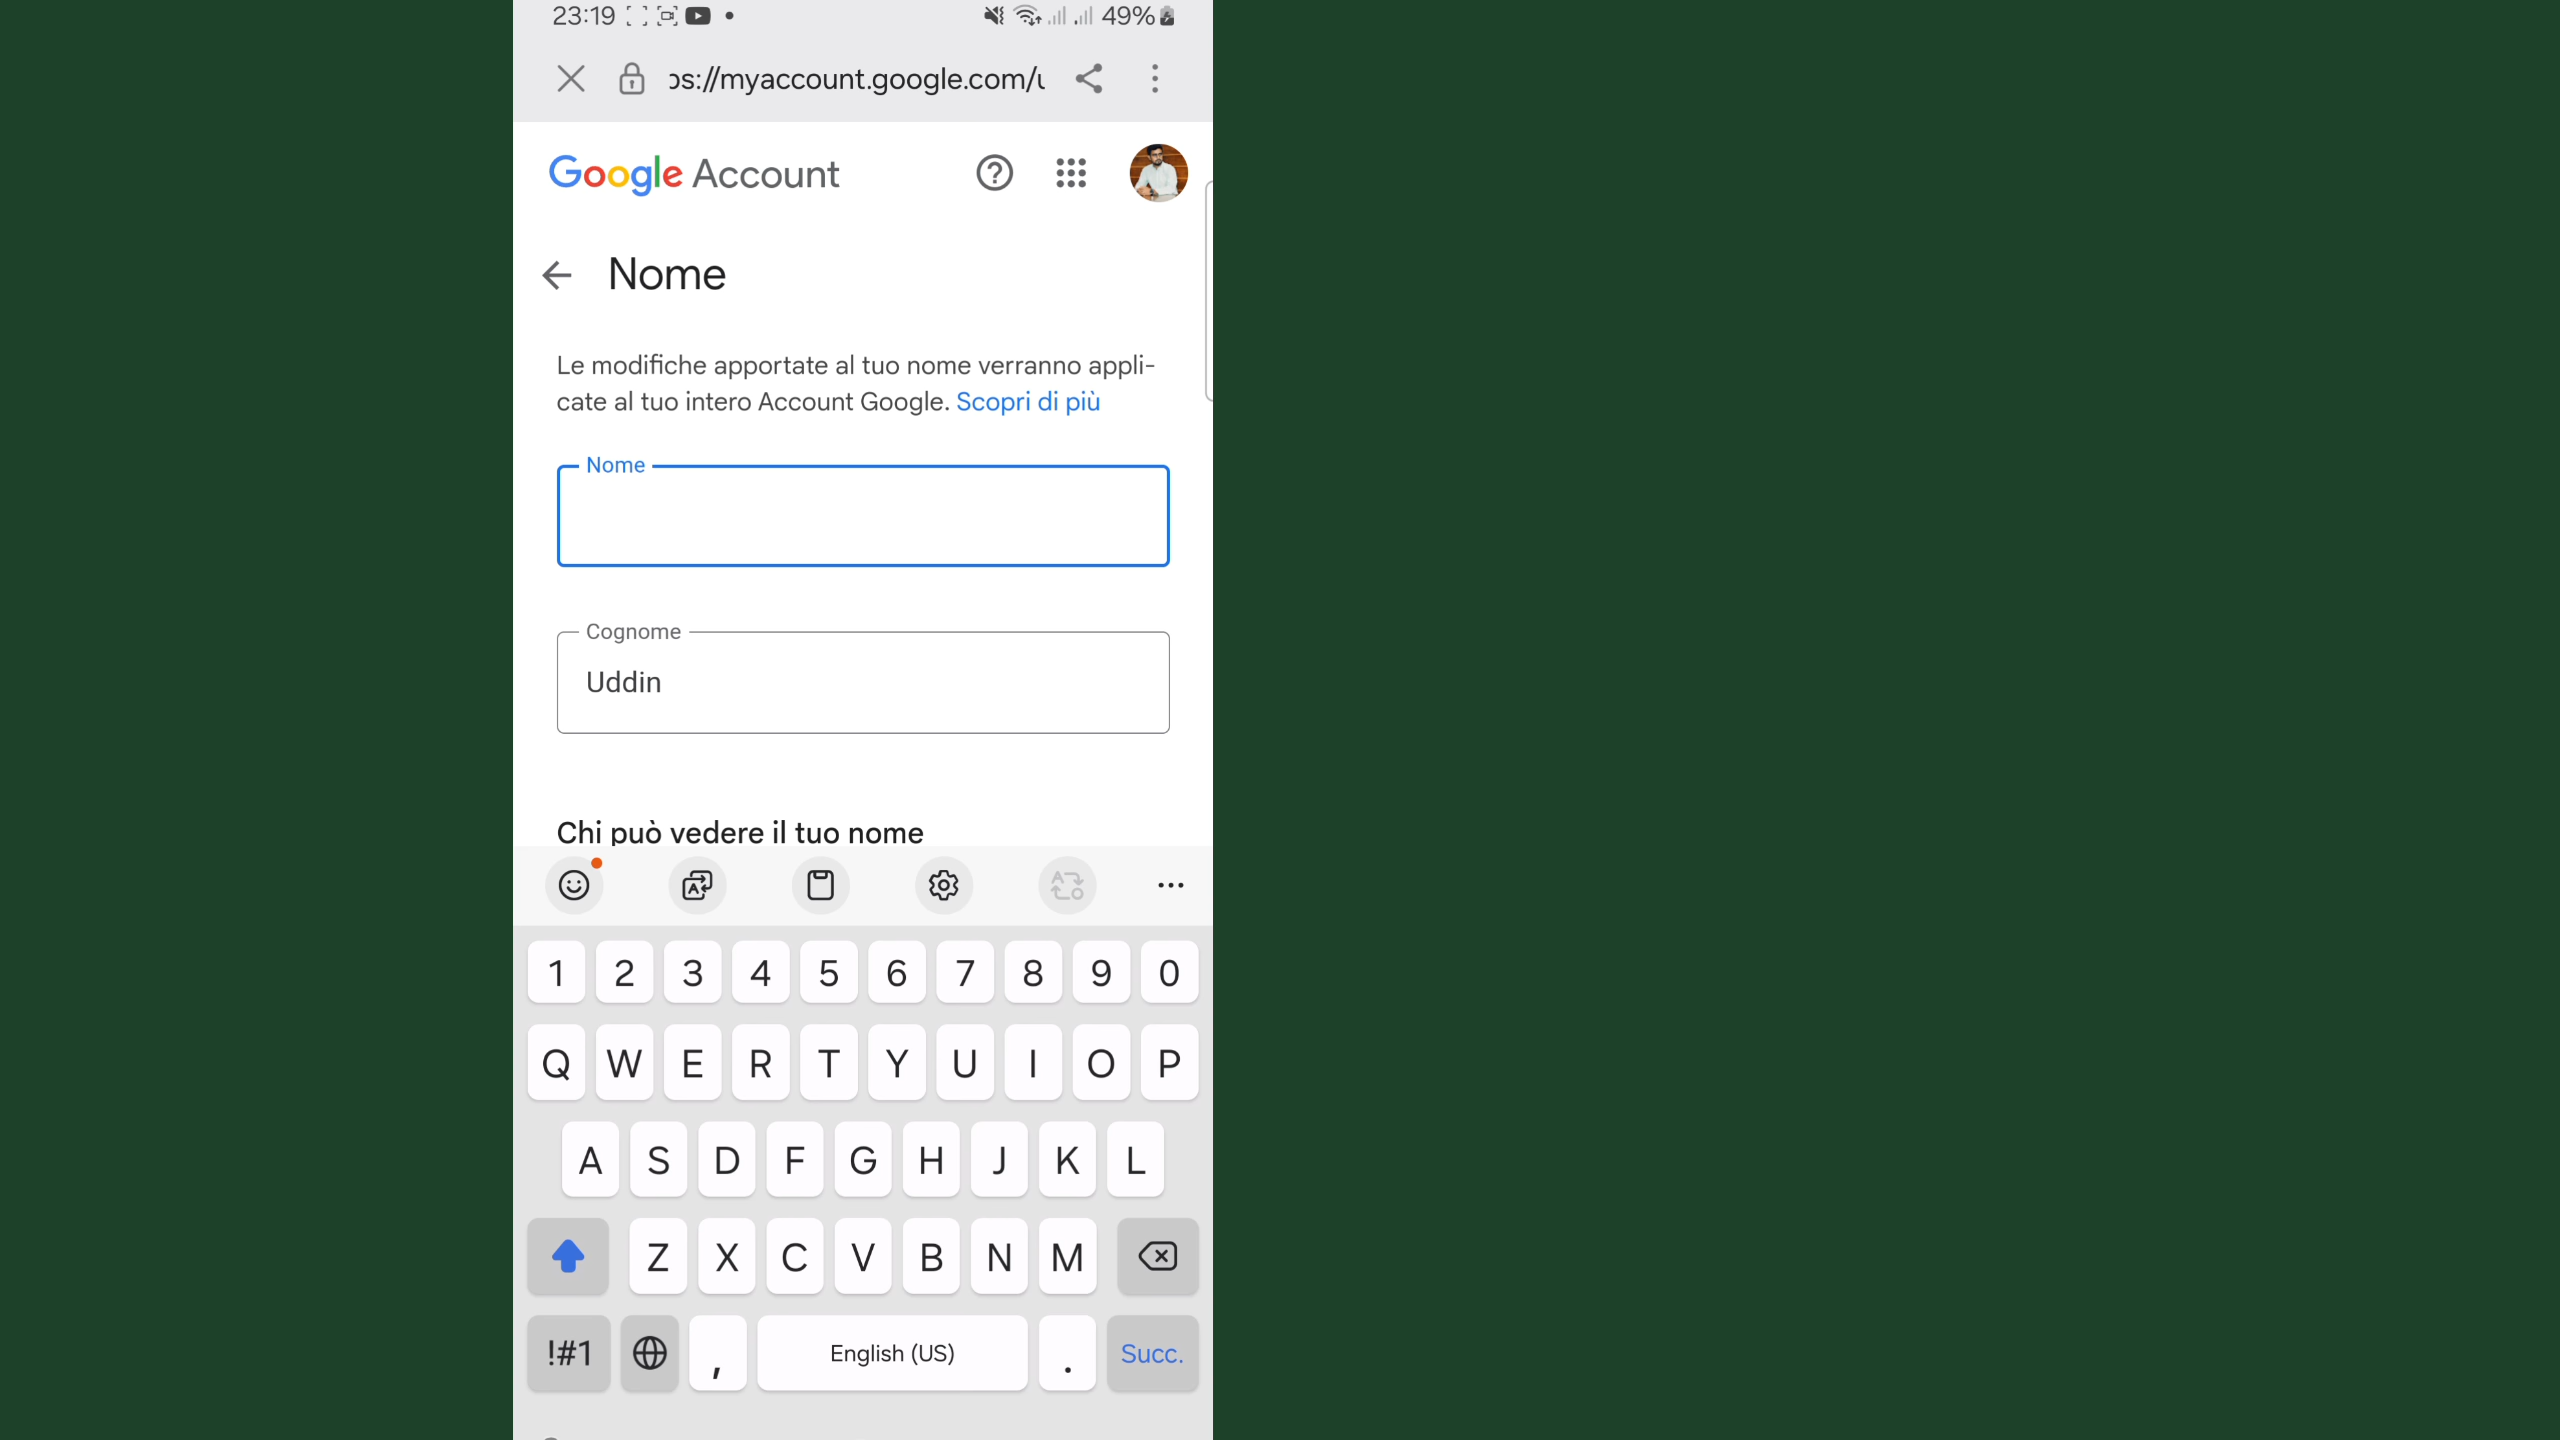 23:19
49%
ps://myaccount.google.com/u
Google Account
Nome
Le modifiche apportate al tuo nome verranno appli-
cate al tuo intero Account Google. Scopri di più
Nome
Cognome
Uddin
Chi può vedere il tuo nome
1 2 3 4 5 6 7 8 9 0
Q W E R T Y U I O P
A S D F G H J K L
Z X C V B N M
!#1 , English (US) . Succ.